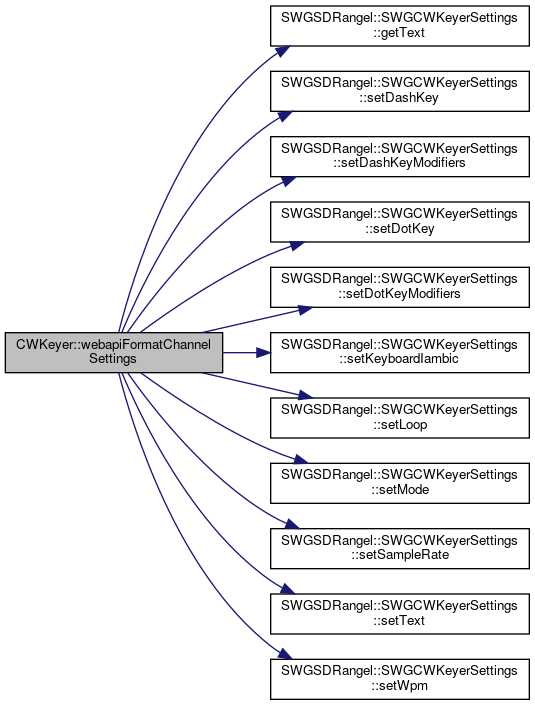 SWGSDRangel::SWGCWKeyerSettings
::getText
SWGSDRangel::SWGCWKeyerSettings
::setDashKey
SWGSDRangel::SWGCWKeyerSettings
::setDashKeyModifiers
SWGSDRangel::SWGCWKeyerSettings
::setDotKey
SWGSDRangel::SWGCWKeyerSettings
::setDotKeyModifiers
CWKeyer::webapiFormatChannel
Settings
SWGSDRangel::SWGCWKeyerSettings
::setKeyboardIambic
SWGSDRangel::SWGCWKeyerSettings
::setLoop
SWGSDRangel::SWGCWKeyerSettings
::setMode
SWGSDRangel::SWGCWKeyerSettings
::setSampleRate
SWGSDRangel::SWGCWKeyerSettings
::setText
SWGSDRangel::SWGCWKeyerSettings
::setWpm